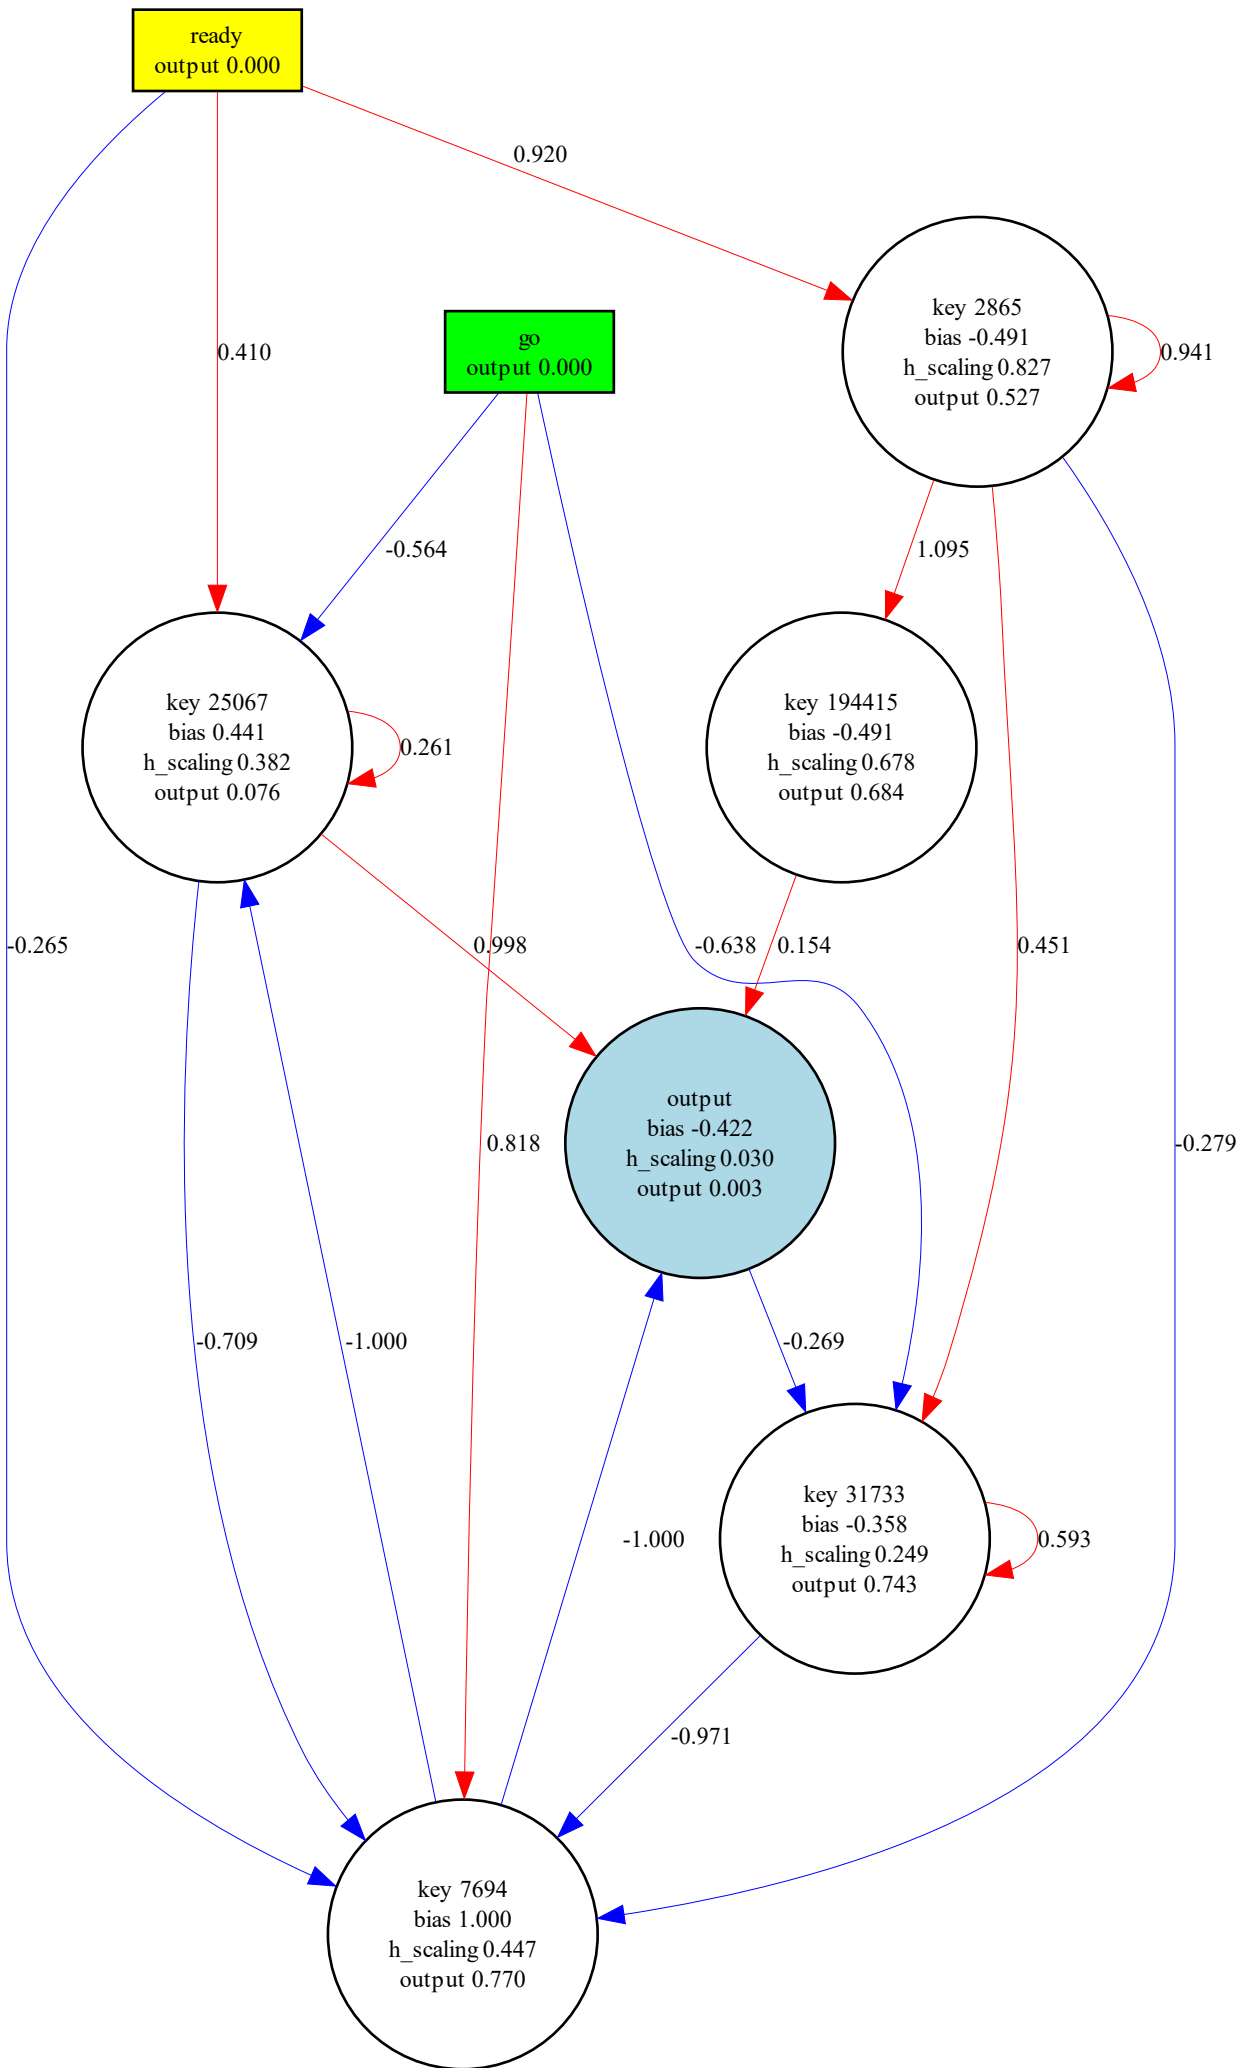 ready
output 0.000
0.920
key 2865
bias -0.491
h_scaling 0.827
output 0.527
0.941
go
output 0.000
0.410
-0.564
1.095
key 25067
bias 0.441
h_scaling 0.382
output 0.076
0.261
key 194415
bias -0.491
h_scaling 0.678
output 0.684
-0.265
0.998
-0.638
0.154
0.451
output
bias -0.422
h_scaling 0.030
output 0.003
0.818
-0.279
-0.709
-1.000
-0.269
-1.000
key 31733
bias -0.358
h_scaling 0.249
output 0.743
0.593
-0.971
key 7694
bias 1.000
h_scaling 0.447
output 0.770